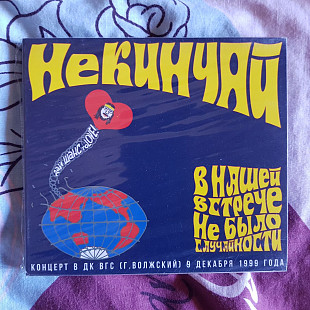 НЕКИНЧАЙ
В НАШЕЙ
ВСТРЕЧЕ
НЕ БЫЛО
СЛУЧАЙНОСТИ
КОНЦЕРТ В ДК ВГС (Г.ВОЛЖСКИЙ) 9 ДЕКАБРЯ 1999 ГОДА